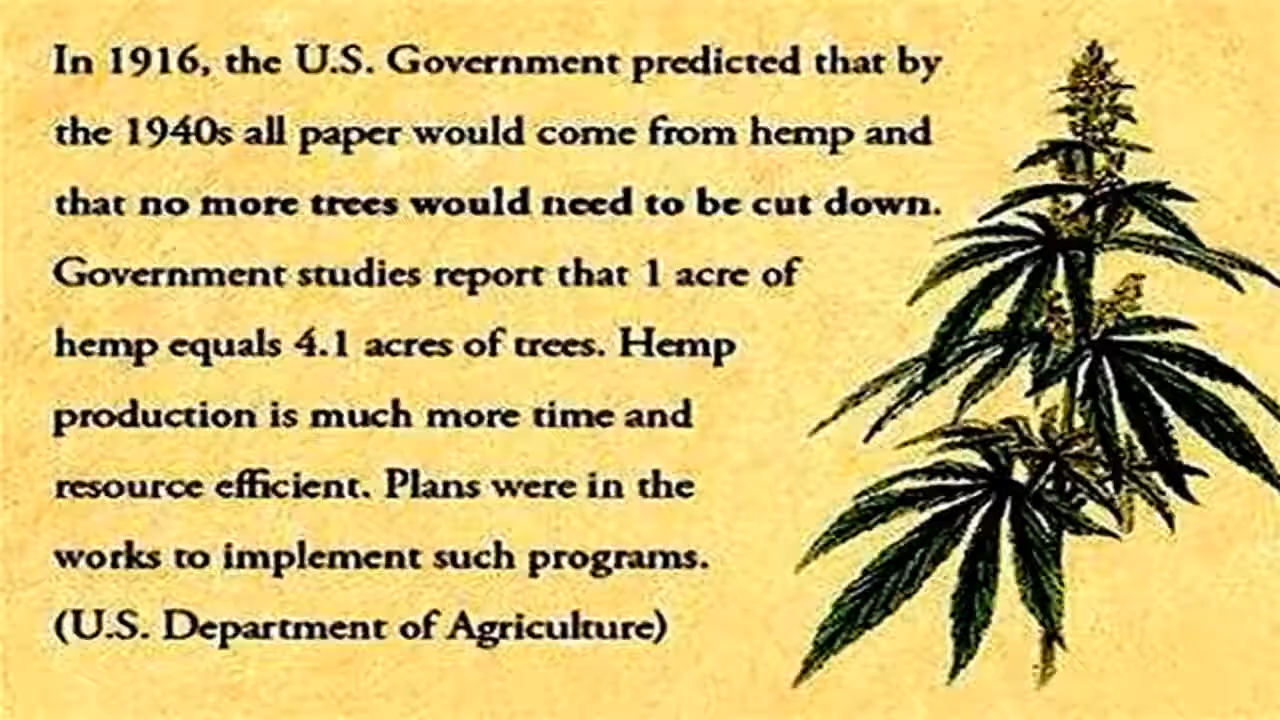 In 1916, the U.S. Government predicted that by
the 1940s all paper would come from hemp and
that no more trees would need to be cut down.
Government studies report that 1 acre of
hemp equals 4.1 acres of trees. Hemp
production is much more time and
resource efficient. Plans were in the
works to implement such programs.
(U.S. Department of Agriculture)